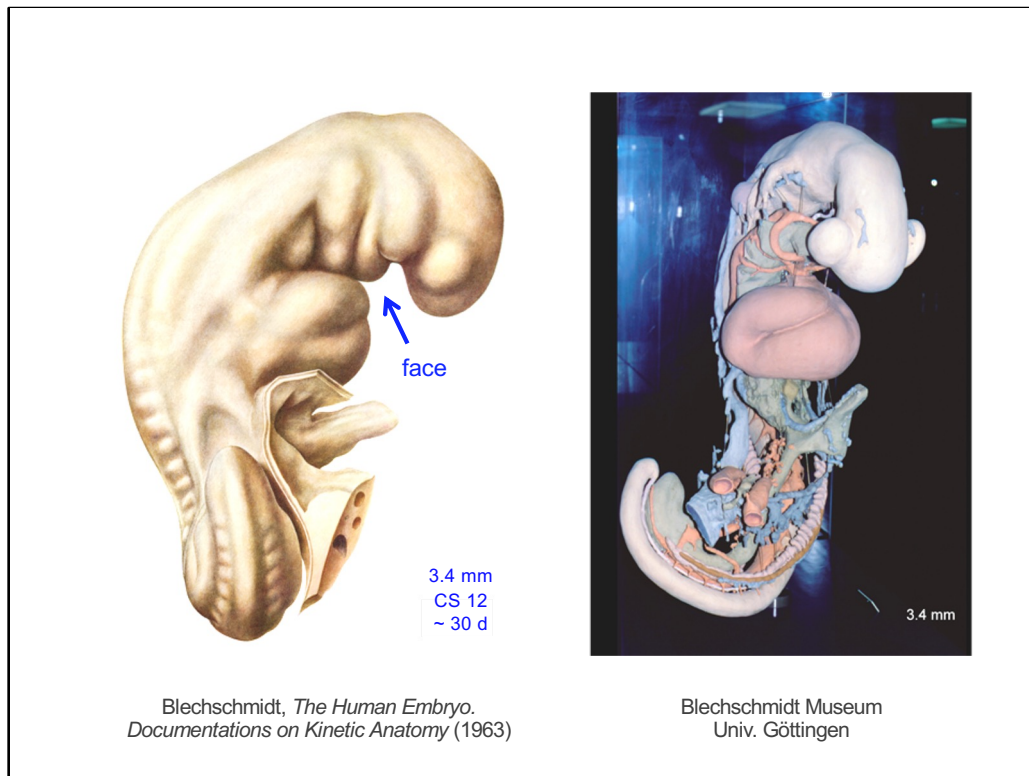 face
3.4 mm
CS 12
~ 30 d
3.4 mm
Blechschmidt, The Human Embryo.
Documentations on Kinetic Anatomy (1963)
Blechschmidt Museum
Univ. Göttingen